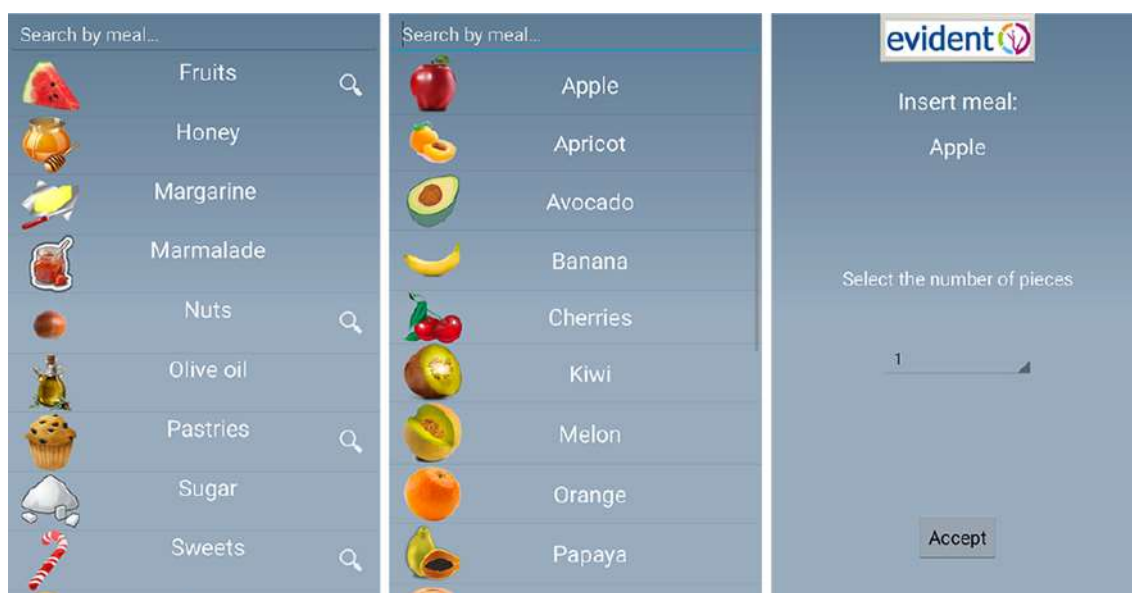 Search by meal...
Fruits
Honey
Margarine
Marmalade
Nuts
Olive oil
Pastries
Sugar
Sweets
Search by meal...
Apple
Apricot
Avocado
Banana
Cherries
Kiwi
Melon
Orange
Papaya
evident
Insert meal:
Apple
Select the number of pieces
1
Accept